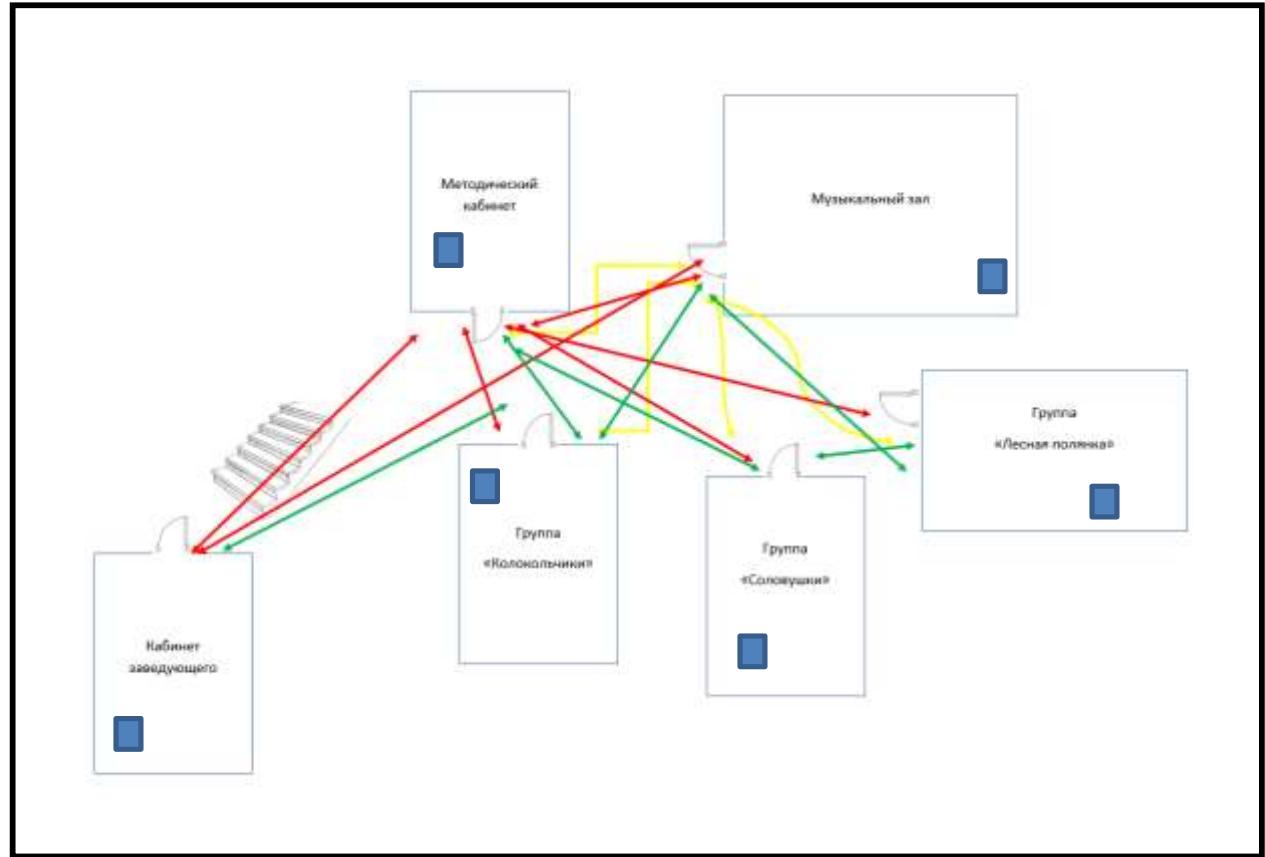 Методический
кабинет
Музыкальный зал
Группа
«Лесная полянка»
Группа
«Колокольчики»
Группа
«Соловушки»
Кабинет
заведующего